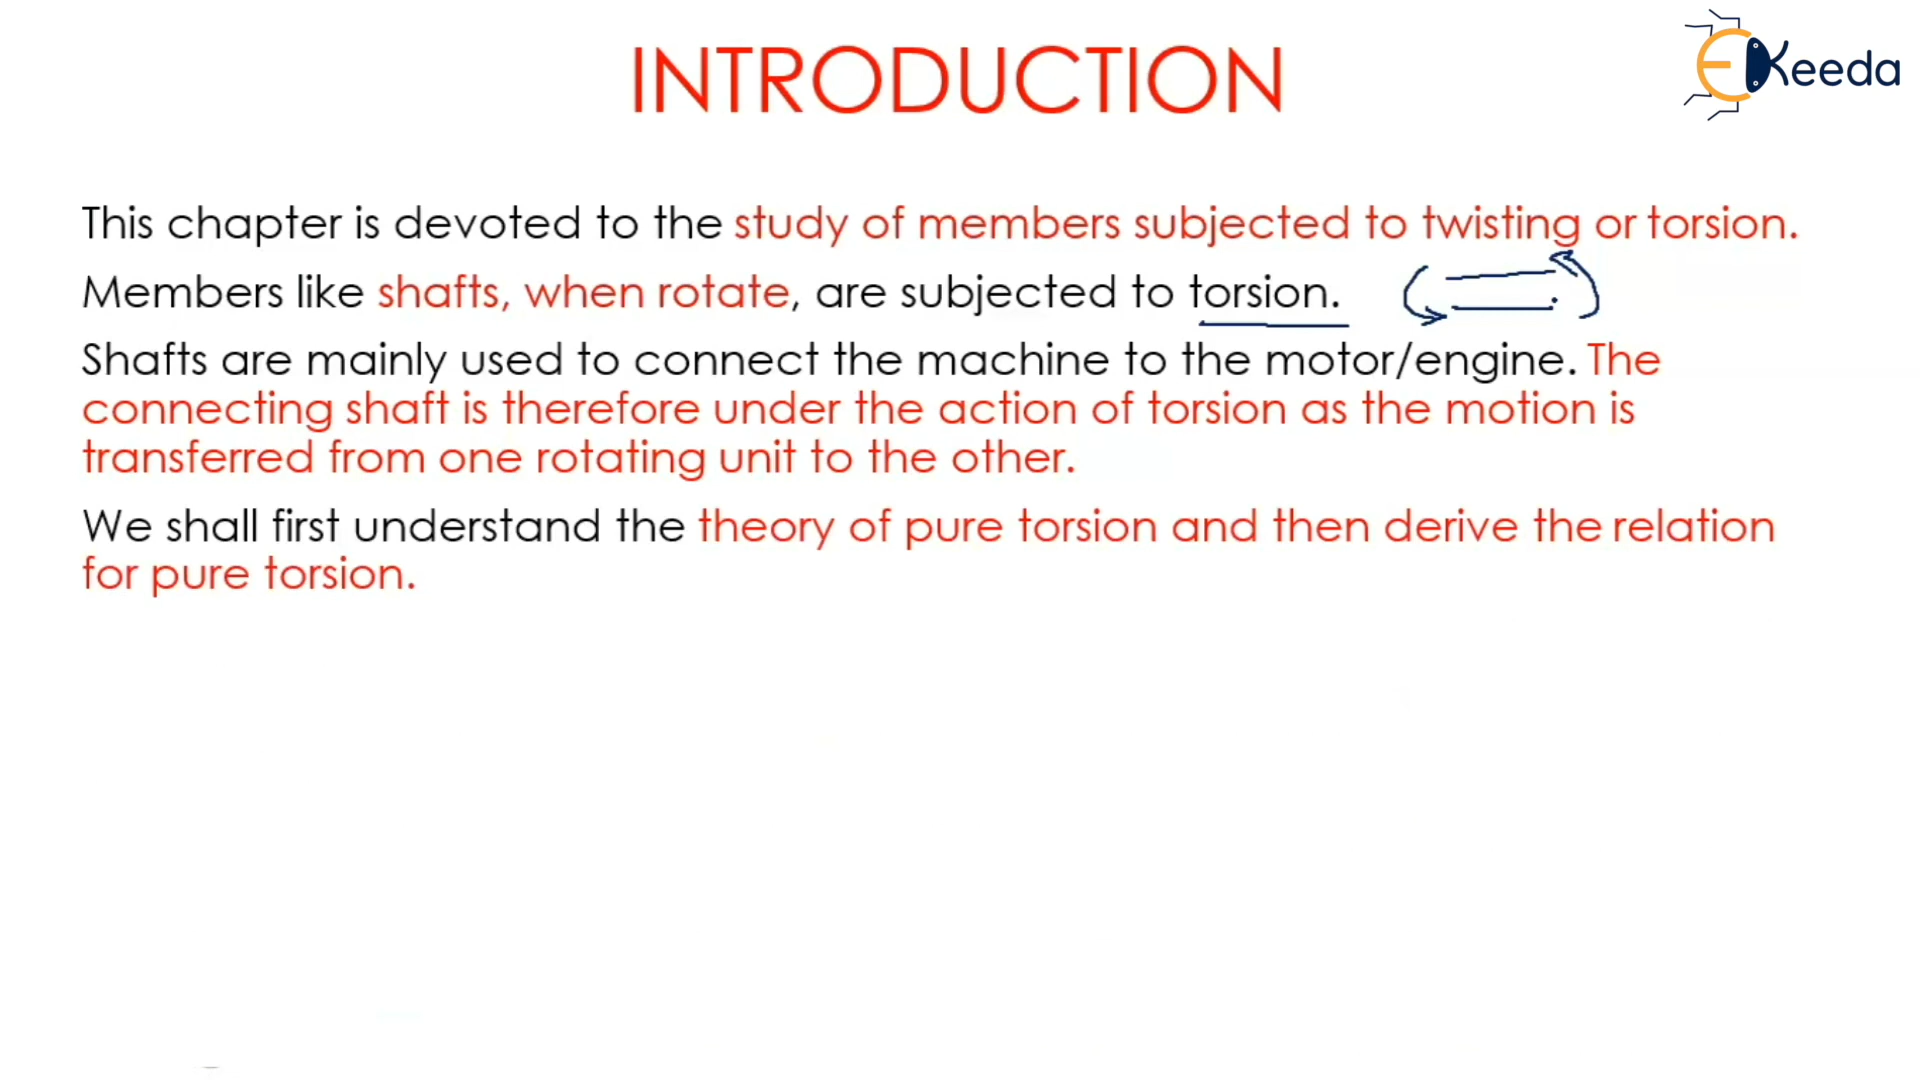 INTRODUCTION
EKeeda
This chapter is devoted to the study of members subjected to twisting or torsion.
Members like shafts, when rotate, are subjected to torsion.
Shafts are mainly used to connect the machine to the motor/engine. The
connecting shaft is therefore under the action of torsion as the motion is
transferred from one rotating unit to the other.
We shall first understand the theory of pure torsion and then derive the relation
for pure torsion.